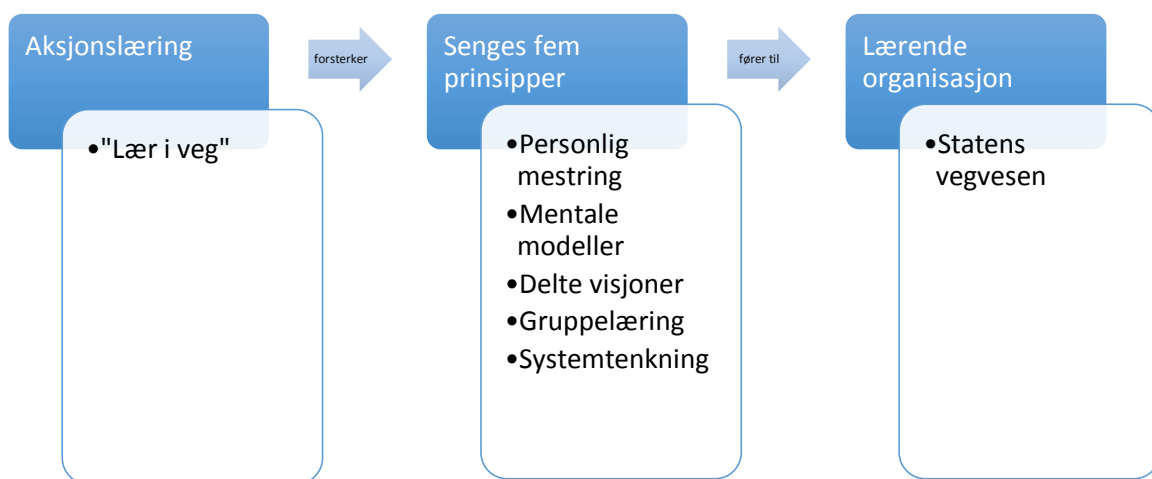 Aksjonslæring
•"Lær i veg"
forsterker
Senges fem
prinsipper
•Personlig
mestring
•Mentale
modeller
•Delte visjoner
•Gruppelæring
•Systemtenkning
fører til
Lærende
organisasjon
•Statens
vegvesen